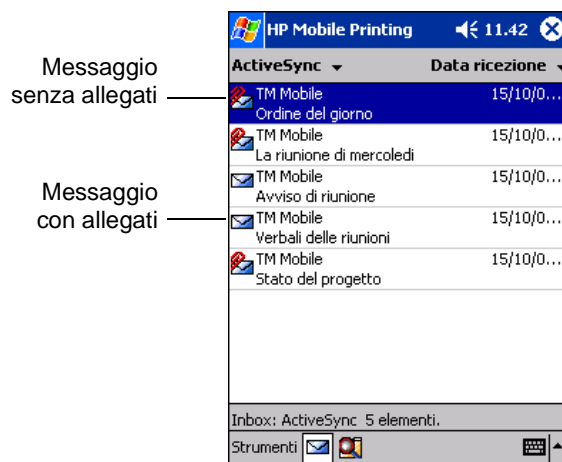 HP Mobile Printing 11.42
ActiveSync Data ricezione
Messaggio
senza allegati
TM Mobile 15/10/0...
Ordine del giorno
TM Mobile 15/10/0...
La riunione di mercoledi
Messaggio
con allegati
TM Mobile 15/10/0...
Avviso di riunione
TM Mobile 15/10/0...
Verbali delle riunioni
TM Mobile 15/10/0...
Stato del progetto
Inbox: ActiveSync 5 elementi.
Strumenti